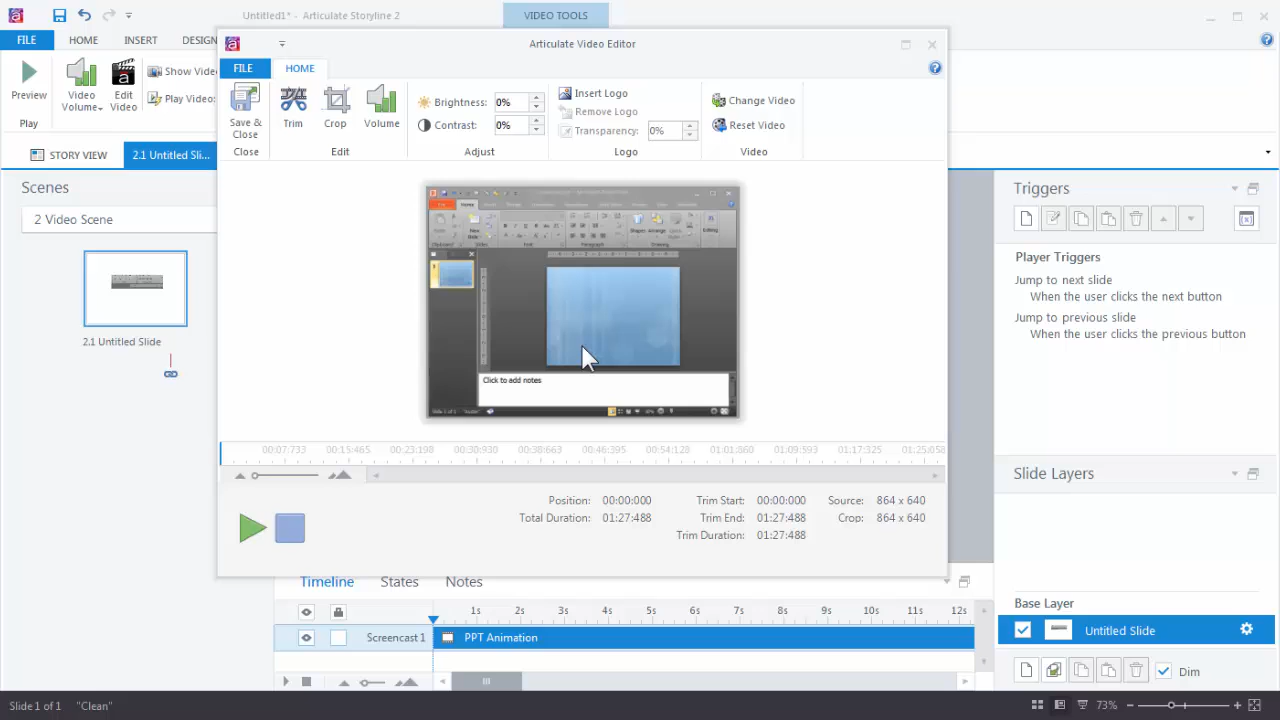 Untitled1* - Articulate Storyline 2
VIDEO TOOLS
FILE
HOME
INSERT
DESIGN
Preview
Video
Volume
Edit
Video
Show Vide
Play Video:
Play
STORY VIEW
2.1 Untitled Sli...
Scenes
2 Video Scene
2.1 Untitled Slide
Articulate Video Editor
FILE
HOME
Save &
Close
Close
Trim
Crop
Volume
Edit
Brightness: 0%
Contrast: 0%
Adjust
Insert Logo
Remove Logo
Transparency: 0%
Logo
Change Video
Reset Video
Video
Click to add notes
00:07:733 00:15:465 00:23:198 00:30:930 00:38:663 00:46:395 00:54:128 01:01:860 01:09:593 01:17:325 01:25:058
Position: 00:00:000
Total Duration: 01:27:488
Trim Start: 00:00:000
Trim End: 01:27:488
Trim Duration: 01:27:488
Source: 864 x 640
Crop: 864 x 640
Triggers
Player Triggers
Jump to next slide
When the user clicks the next button
Jump to previous slide
When the user clicks the previous button
Slide Layers
Base Layer
Untitled Slide
Dim
Timeline
States
Notes
1s 2s 3s 4s 5s 6s 7s 8s 9s 10s 11s 12s
Screencast 1
PPT Animation
Slide 1 of 1
"Clean"
73%